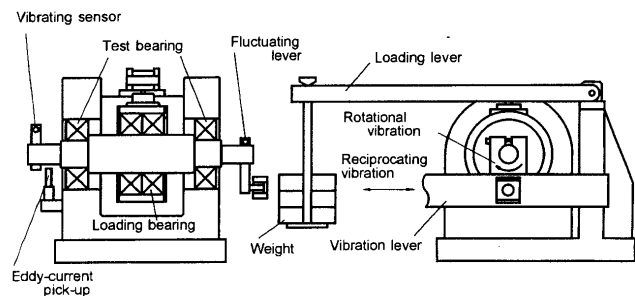 Vibrating sensor
Test bearing
Fluctuating
lever
Loading lever
Rotational
vibration
Reciprocating
vibration
Loading bearing
Weight
Vibration lever
Eddy-current
pick-up